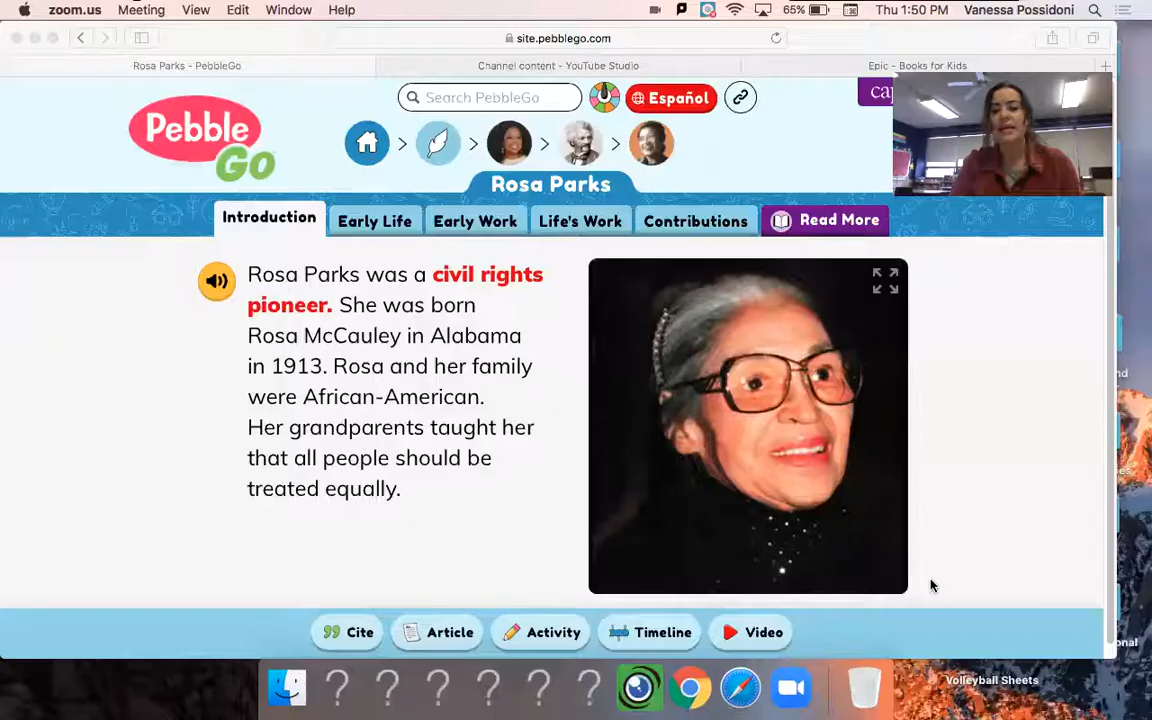 zoom.us Meeting View Edit Window Help 65% Thu 1:50 PM Vanessa Possidoni
site.pebblego.com
Rosa Parks - PebbleGo Channel content - YouTube Studio Epic - Books for Kids
Search PebbleGo Español cap
Pebble
GO
Rosa Parks
Introduction Early Life Early Work Life's Work Contributions Read More
Rosa Parks was a civil rights
pioneer. She was born
Rosa McCauley in Alabama
in 1913. Rosa and her family
were African-American.
Her grandparents taught her
that all people should be
treated equally.
Cite Article Activity Timeline Video
Volleyball Sheets